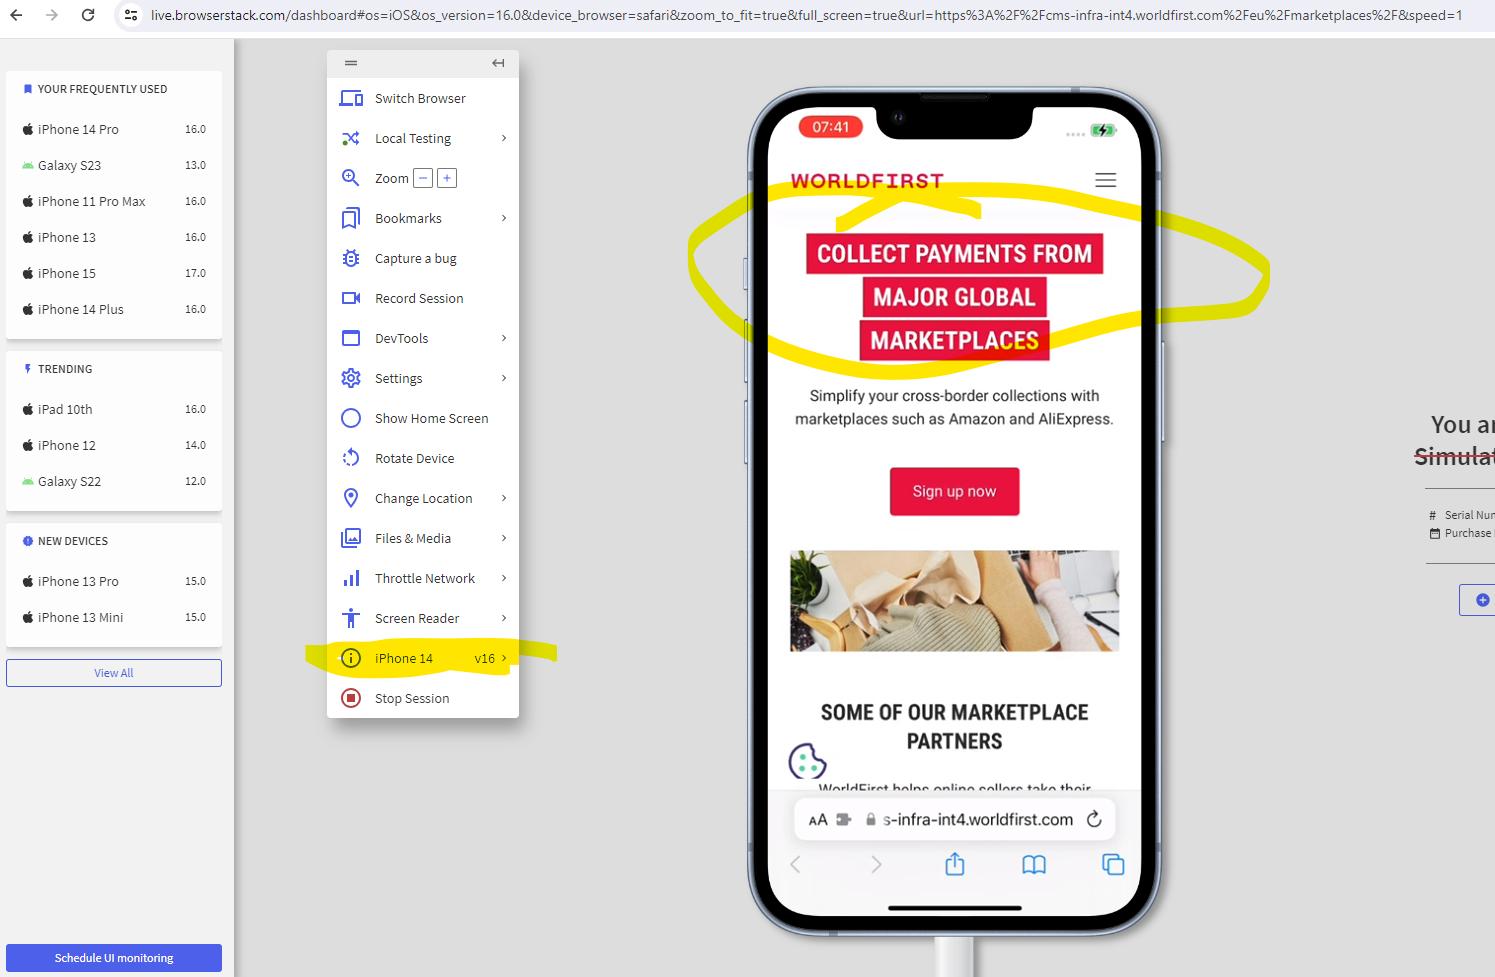 live.browserstack.com/dashboard#os=iOS&os_version=16.0&device_browser=safari&zoom_to_fit=true&full_screen=true&url=https%3A%2F%2Fcms-infra-int4.worldfirst.com%2Feu%2Fmarketplaces%2F&speed=1
YOUR FREQUENTLY USED
iPhone 14 Pro 16.0
Galaxy S23 13.0
iPhone 11 Pro Max 16.0
iPhone 13 16.0
iPhone 15 17.0
iPhone 14 Plus 16.0
TRENDING
iPad 10th 16.0
iPhone 12 14.0
Galaxy S22 12.0
NEW DEVICES
iPhone 13 Pro 15.0
iPhone 13 Mini 15.0
View All
Schedule UI monitoring
Switch Browser
Local Testing
Zoom
Bookmarks
Capture a bug
Record Session
DevTools
Settings
Show Home Screen
Rotate Device
Change Location
Files & Media
Throttle Network
Screen Reader
iPhone 14 v16
Stop Session
07:41
WORLDFIRST
COLLECT PAYMENTS FROM
MAJOR GLOBAL
MARKETPLACES
Simplify your cross-border collections with
marketplaces such as Amazon and AliExpress.
Sign up now
SOME OF OUR MARKETPLACE
PARTNERS
WorldFirst helps online sellers take their
AA s-infra-int4.worldfirst.com
You
# Serial
Purchase